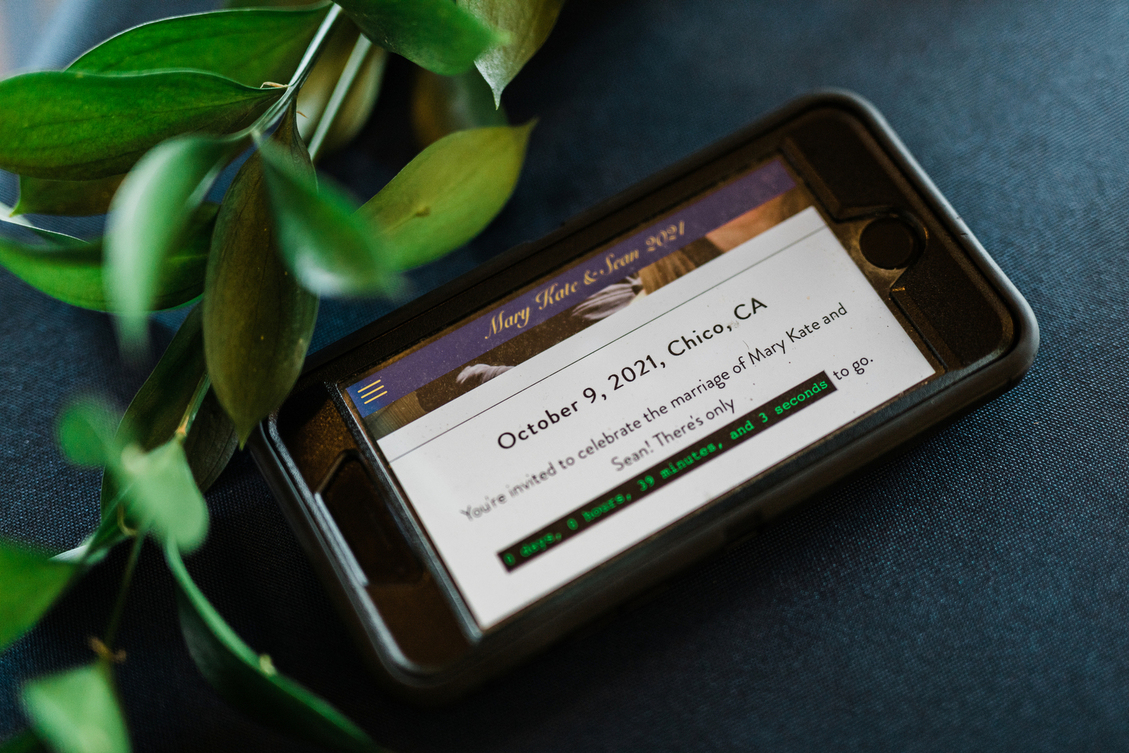 Mary Kate & Sean 2021
October 9, 2021, Chico, CA
You're invited to celebrate the marriage of Mary Kate and
Sean! There's only
days, 0 hours, 39 minutes, and 3 seconds to go.